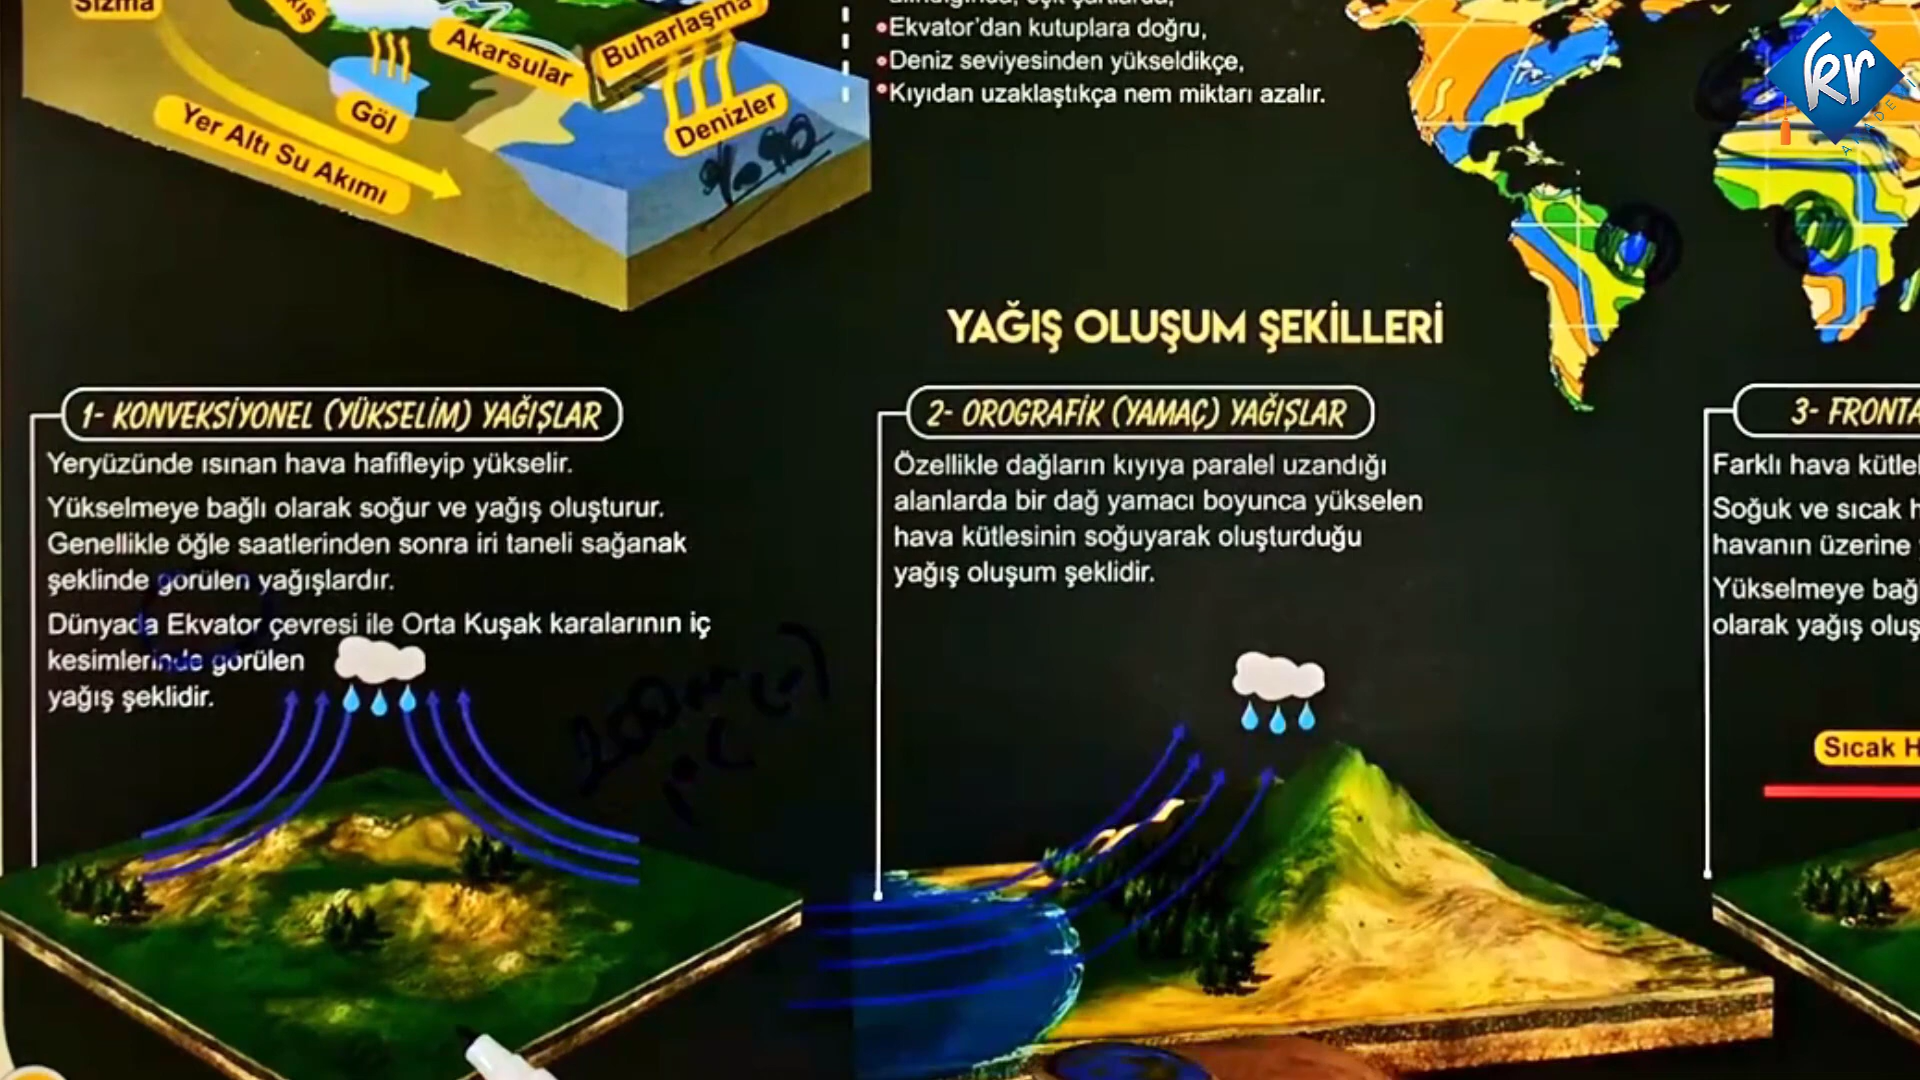 Sızma
Akarsular
Buharlaşma
Göl
Denizler
Yer Altı Su Akımı
Ekvator'dan kutuplara doğru,
Deniz seviyesinden yükseldikçe,
Kıyıdan uzaklaştıkça nem miktarı azalır.
kr
YAĞIŞ OLUŞUM ŞEKİLLERİ
1- KONVEKSİYONEL (YÜKSELİM) YAĞIŞLAR
Yeryüzünde ısınan hava hafifleyip yükselir.
Yükselmeye bağlı olarak soğur ve yağış oluşturur.
Genellikle öğle saatlerinden sonra iri taneli sağanak
şeklinde görülen yağışlardır.
Dünyada Ekvator çevresi ile Orta Kuşak karalarının iç
kesimlerinde görülen
yağış şeklidir.
200m (-)
1°C
2- OROGRAFİK (YAMAÇ) YAĞIŞLAR
Özellikle dağların kıyıya paralel uzandığı
alanlarda bir dağ yamacı boyunca yükselen
hava kütlesinin soğuyarak oluşturduğu
yağış oluşum şeklidir.
3- FRONTA
Farklı hava kütle
Soğuk ve sıcak h
havanın üzerine
Yükselmeye bağ
olarak yağış oluş
Sıcak H